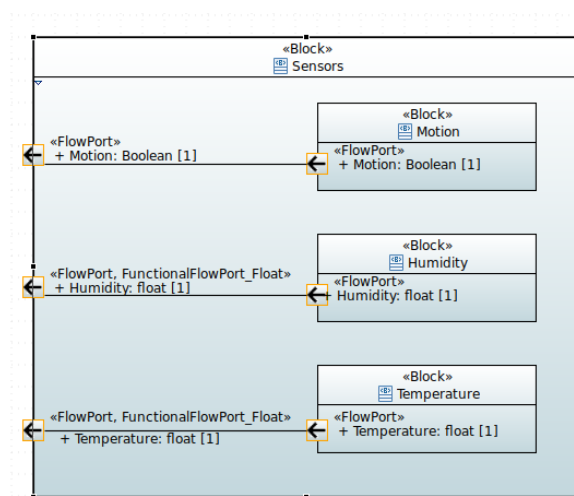 «Block»
Sensors
«Block»
Motion
«FlowPort»
+ Motion: Boolean [1]
«FlowPort»
+ Motion: Boolean [1]
«Block»
Humidity
«FlowPort, FunctionalFlowPort_Float»
+ Humidity: float [1]
«FlowPort»
+ Humidity: float [1]
«Block»
Temperature
«FlowPort, FunctionalFlowPort_Float»
+ Temperature: float [1]
«FlowPort»
+ Temperature: float [1]